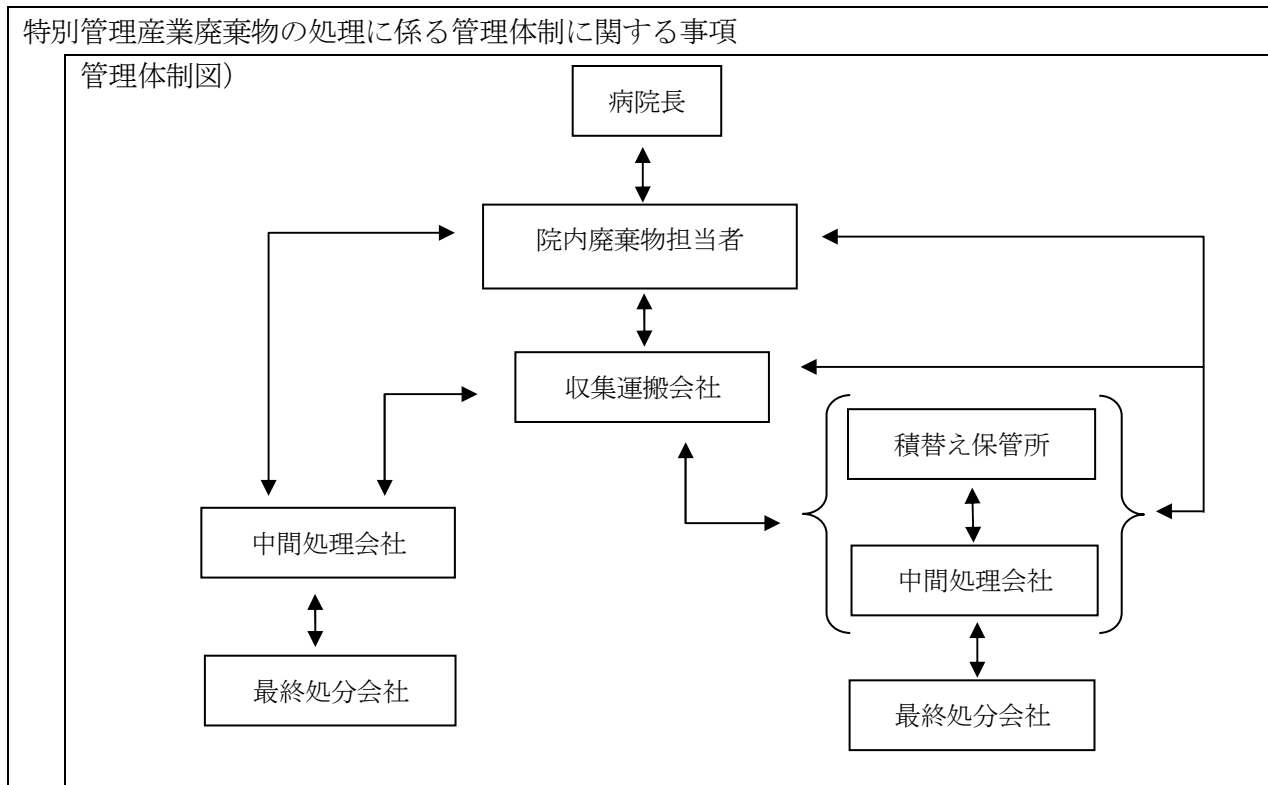 特別管理産業廃棄物の処理に係る管理体制に関する事項
管理体制図）
病院長
院内廃棄物担当者
収集運搬会社
積替え保管所
中間処理会社
中間処理会社
最終処分会社
最終処分会社